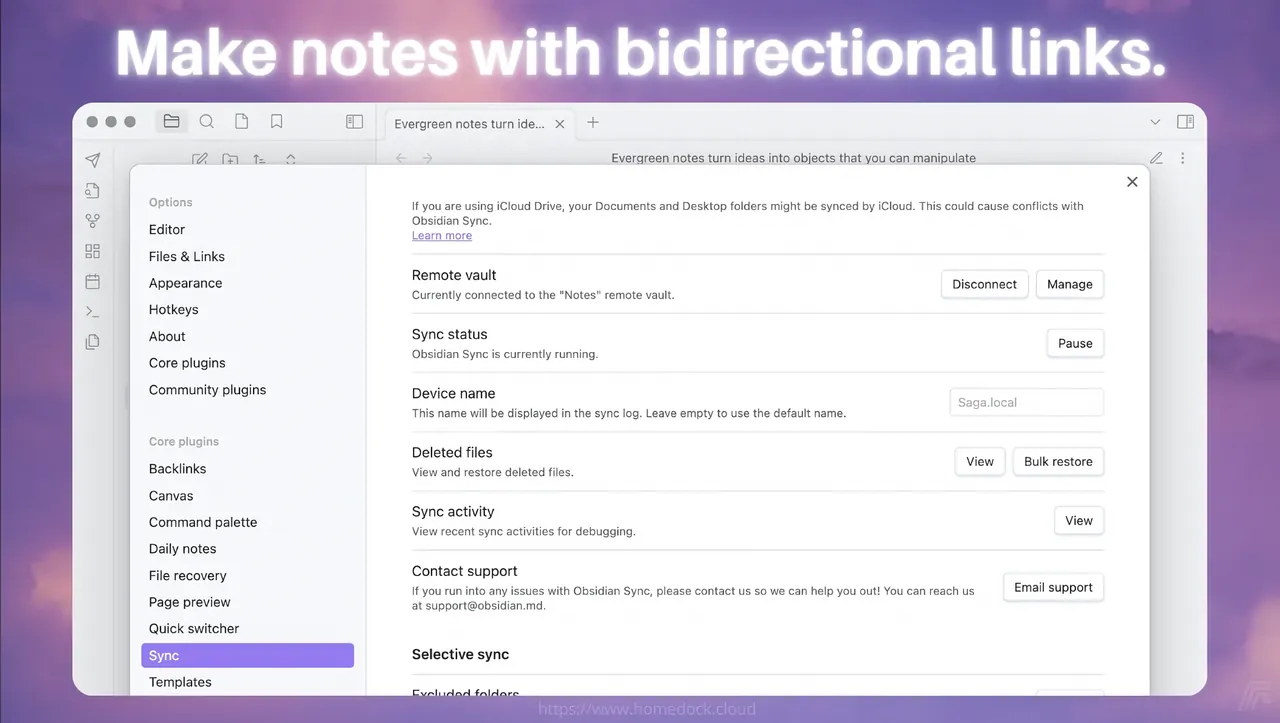 Make notes with bidirectional links.
Evergreen notes turn ide...
Evergreen notes turn ideas into objects that you can manipulate
Options
Editor
Files & Links
Appearance
Hotkeys
About
Core plugins
Community plugins
Core plugins
Backlinks
Canvas
Command palette
Daily notes
File recovery
Page preview
Quick switcher
Sync
Templates
If you are using iCloud Drive, your Documents and Desktop folders might be synced by iCloud. This could cause conflicts with
Obsidian Sync.
Learn more
Remote vault
Currently connected to the "Notes" remote vault.
Disconnect
Manage
Sync status
Obsidian Sync is currently running.
Pause
Device name
This name will be displayed in the sync log. Leave empty to use the default name.
Saga.local
Deleted files
View and restore deleted files.
View
Bulk restore
Sync activity
View recent sync activities for debugging.
View
Contact support
If you run into any issues with Obsidian Sync, please contact us so we can help you out! You can reach us
at support@obsidian.md.
Email support
Selective sync
Excluded folders
https://www.homedock.cloud